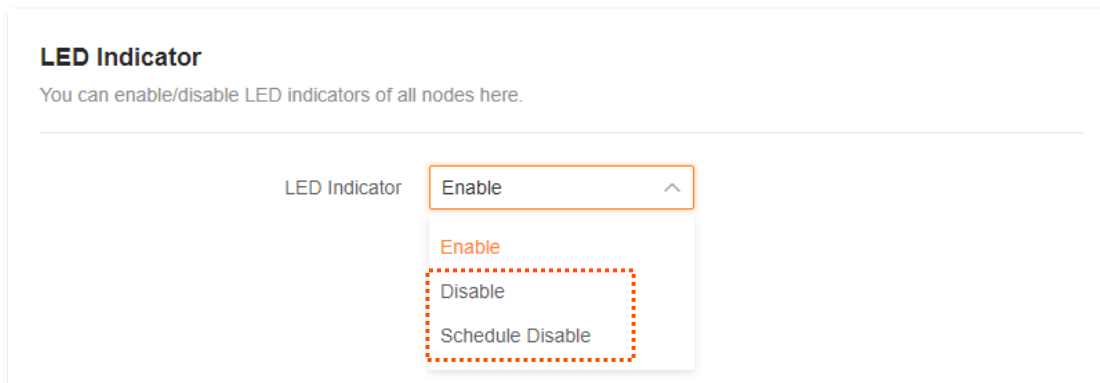 LED Indicator
You can enable/disable LED indicators of all nodes here.
LED Indicator Enable
Enable
Disable
Schedule Disable